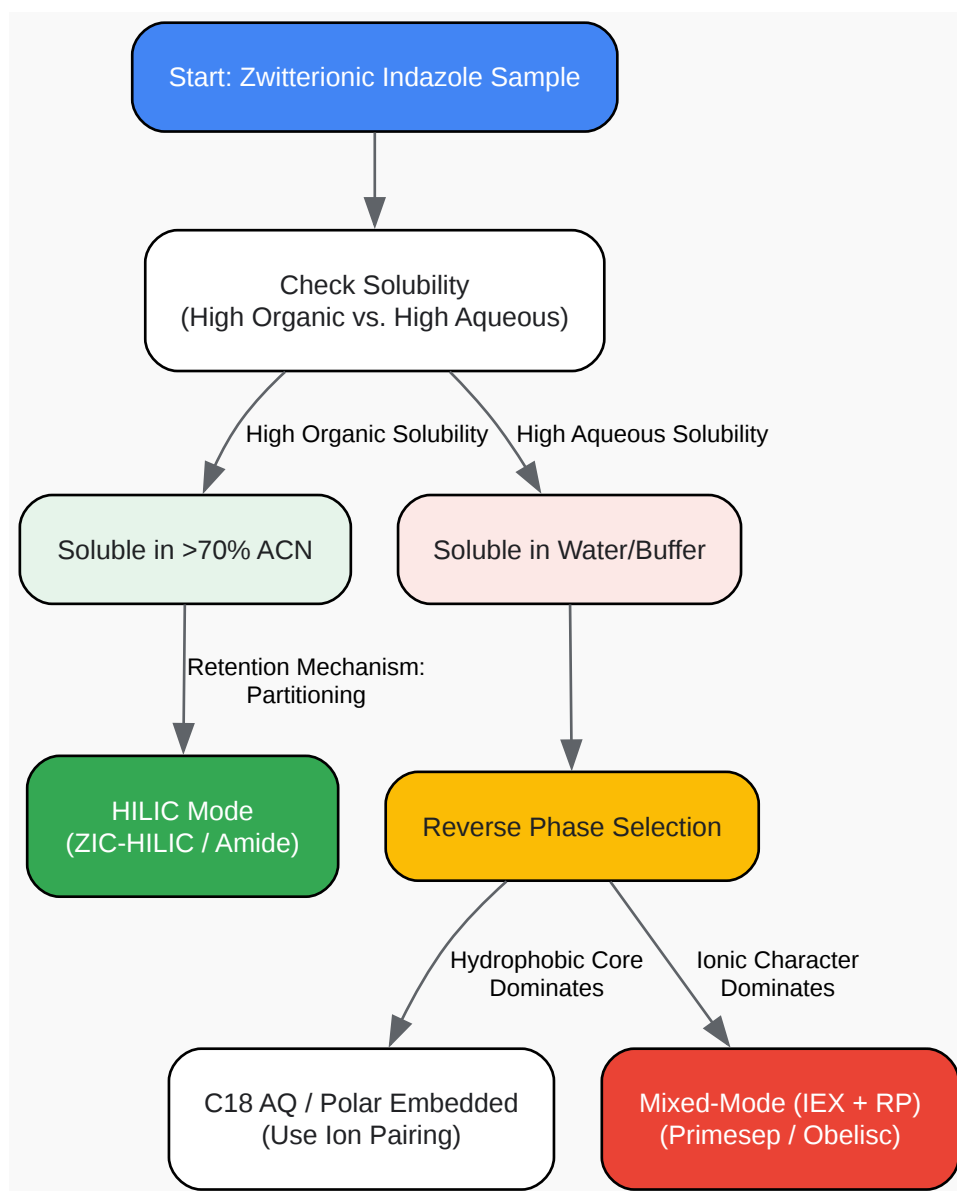 Start: Zwitterionic Indazole Sample
Check Solubility
(High Organic vs. High Aqueous)
High Organic Solubility
High Aqueous Solubility
Soluble in >70% ACN
Soluble in Water/Buffer
Retention Mechanism:
Partitioning
HILIC Mode
(ZIC-HILIC / Amide)
Reverse Phase Selection
Hydrophobic Core
Dominates
Ionic Character
Dominates
C18 AQ / Polar Embedded
(Use Ion Pairing)
Mixed-Mode (IEX + RP)
(Primesep / Obelisc)